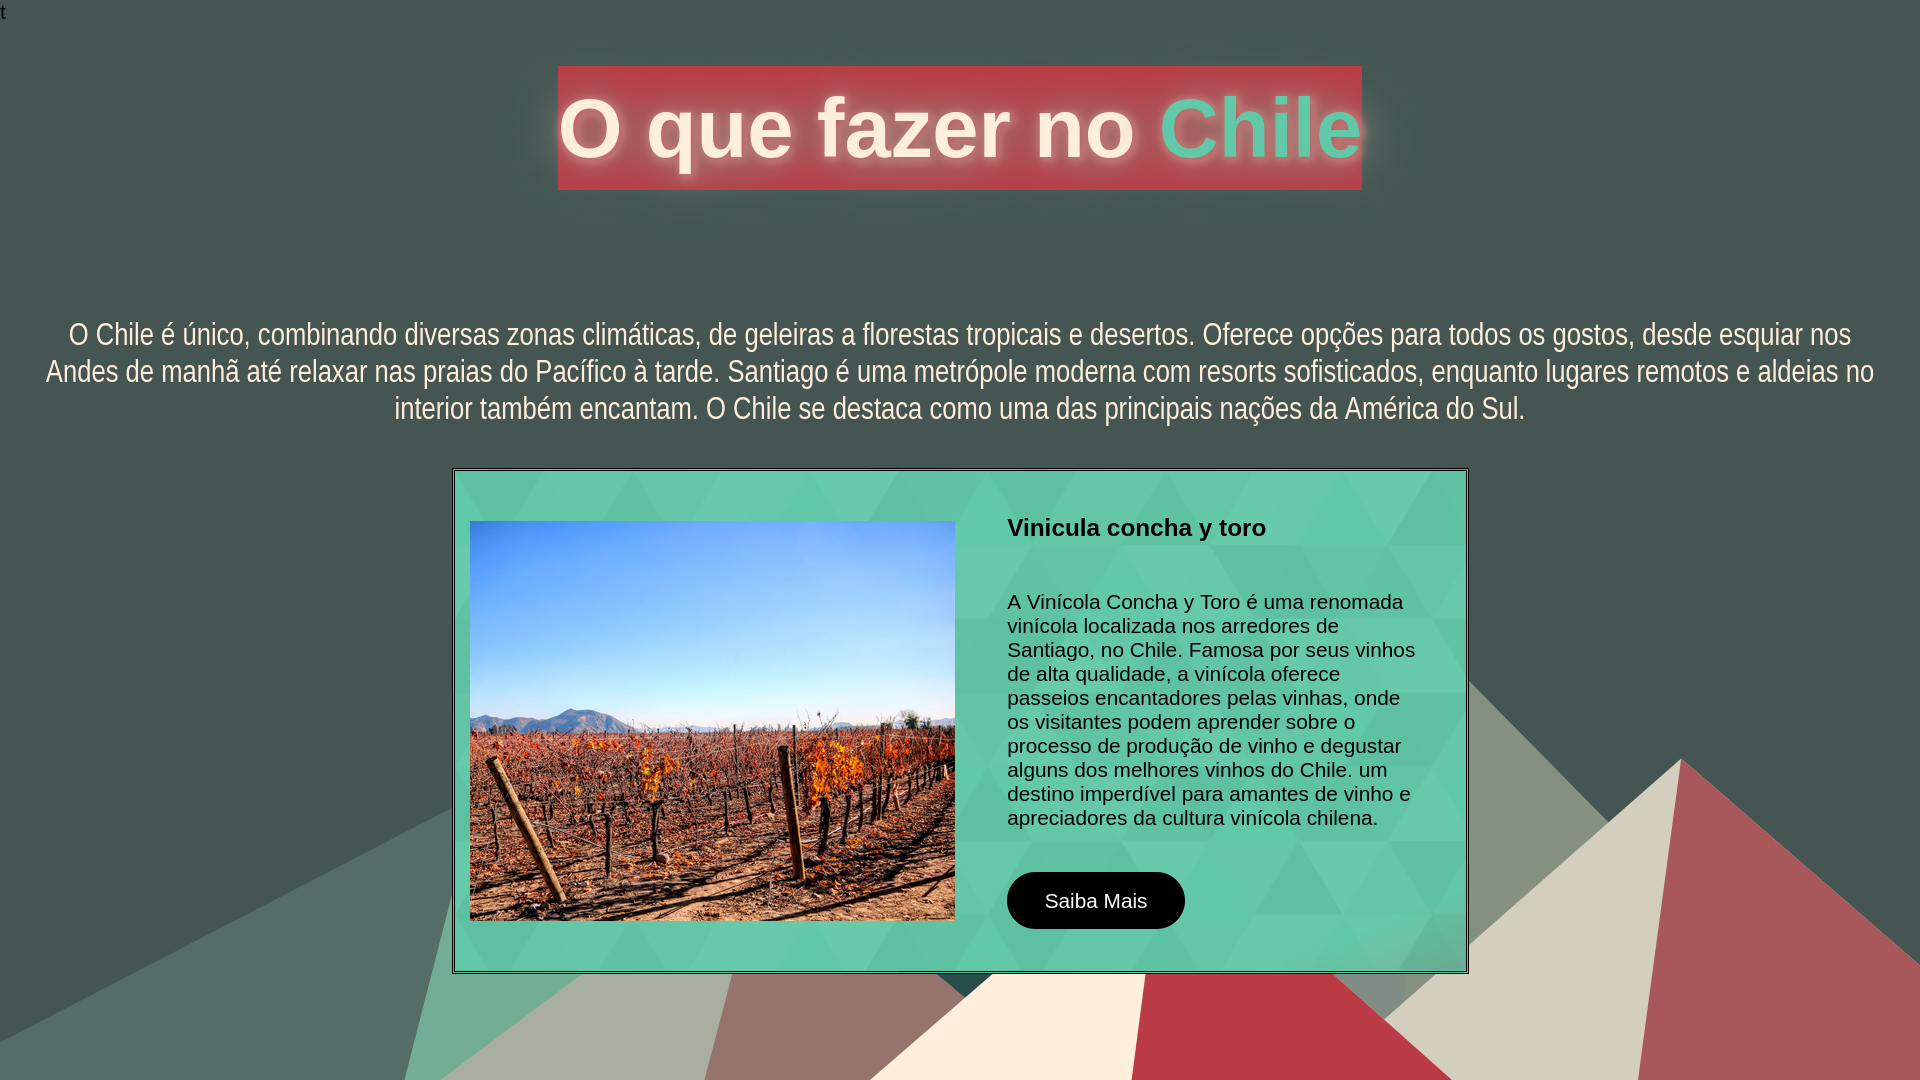 t
O que fazer no Chile
O Chile é único, combinando diversas zonas climáticas, de geleiras a florestas tropicais e desertos. Oferece opções para todos os gostos, desde esquiar nos
Andes de manhã até relaxar nas praias do Pacífico à tarde. Santiago é uma metrópole moderna com resorts sofisticados, enquanto lugares remotos e aldeias no
interior também encantam. O Chile se destaca como uma das principais nações da América do Sul.
Vinicula concha y toro
A Vinícola Concha y Toro é uma renomada
vinícola localizada nos arredores de
Santiago, no Chile. Famosa por seus vinhos
de alta qualidade, a vinícola oferece
passeios encantadores pelas vinhas, onde
os visitantes podem aprender sobre o
processo de produção de vinho e degustar
alguns dos melhores vinhos do Chile. um
destino imperdível para amantes de vinho e
apreciadores da cultura vinícola chilena.
Saiba Mais